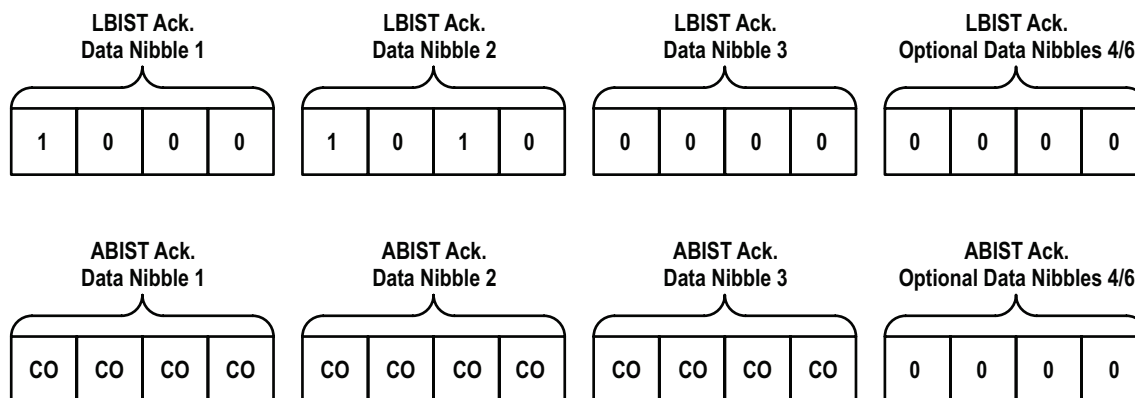 LBIST Ack. LBIST Ack. LBIST Ack. LBIST Ack.
Data Nibble 1 Data Nibble 2 Data Nibble 3 Optional Data Nibbles 4/6
1 0 0 0 1 0 1 0 0 0 0 0 0 0 0 0
ABIST Ack. ABIST Ack. ABIST Ack. ABIST Ack.
Data Nibble 1 Data Nibble 2 Data Nibble 3 Optional Data Nibbles 4/6
CO CO CO CO CO CO CO CO CO CO CO CO 0 0 0 0